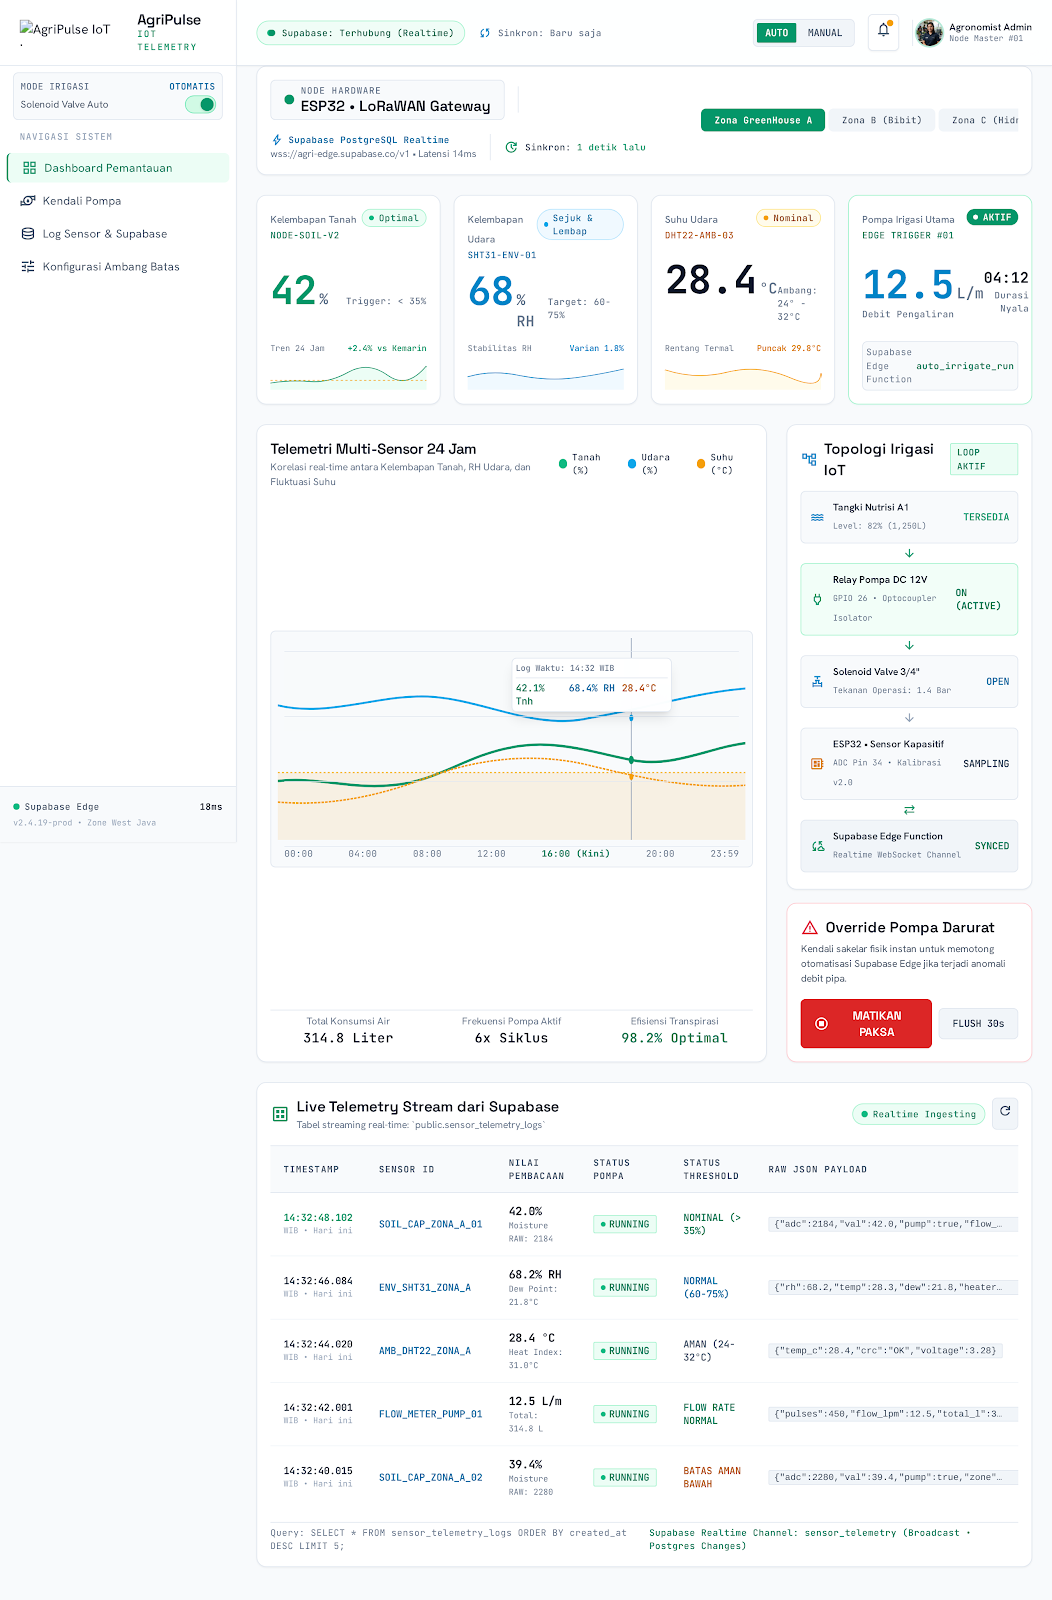 AgriPulse IoT
.
AgriPulse
IOT
TELEMETRY
Supabase: Terhubung (Realtime)
Sinkron: Baru saja
AUTO
MANUAL
Agronomist Admin
Node Master #01
MODE IRIGASI
OTOMATIS
Solenoid Valve Auto
NAVIGASI SISTEM
Dashboard Pemantauan
Kendali Pompa
Log Sensor & Supabase
Konfigurasi Ambang Batas
Supabase Edge
18ms
v2.4.19-prod • Zone West Java
NODE HARDWARE
ESP32 • LoRaWAN Gateway
Supabase PostgreSQL Realtime
wss://agri-edge.supabase.co/v1 • Latensi 14ms
Sinkron: 1 detik lalu
Zona GreenHouse A
Zona B (Bibit)
Zona C (Hidr
Kelembapan Tanah
NODE-SOIL-V2
Optimal
42%
Trigger: < 35%
Tren 24 Jam
+2.4% vs Kemarin
Kelembapan
Udara
SHT31-ENV-01
Sejuk &
Lembap
68%
RH
Target: 60-
75%
Stabilitas RH
Varian 1.8%
Suhu Udara
DHT22-AMB-03
Nominal
28.4°C
Ambang:
24° -
32°C
Rentang Termal
Puncak 29.8°C
Pompa Irigasi Utama
EDGE TRIGGER #01
AKTIF
12.5 L/m
Debit Pengaliran
04:12
Durasi
Nyala
Supabase
Edge
Function
auto_irrigate_run
Telemetri Multi-Sensor 24 Jam
Korelasi real-time antara Kelembapan Tanah, RH Udara, dan
Fluktuasi Suhu
Tanah
(%)
Udara
(%)
Suhu
(°C)
Log Waktu: 14:32 WIB
42.1%
Tnh
68.4% RH
28.4°C
00:00
04:00
08:00
12:00
16:00 (Kini)
20:00
23:59
Total Konsumsi Air
314.8 Liter
Frekuensi Pompa Aktif
6x Siklus
Efisiensi Transpirasi
98.2% Optimal
Topologi Irigasi
IoT
LOOP
AKTIF
Tangki Nutrisi A1
Level: 82% (1,250L)
TERSEDIA
Relay Pompa DC 12V
GPIO 26 • Optocoupler
Isolator
ON
(ACTIVE)
Solenoid Valve 3/4"
Tekanan Operasi: 1.4 Bar
OPEN
ESP32 • Sensor Kapasitif
ADC Pin 34 • Kalibrasi
v2.0
SAMPLING
Supabase Edge Function
Realtime WebSocket Channel
SYNCED
Override Pompa Darurat
Kendali sakelar fisik instan untuk memotong
otomatisasi Supabase Edge jika terjadi anomali
debit pipa.
MATIKAN
PAKSA
FLUSH 30s
Live Telemetry Stream dari Supabase
Tabel streaming real-time: `public.sensor_telemetry_logs`
Realtime Ingesting
TIMESTAMP
SENSOR ID
NILAI
PEMBACAAN
STATUS
POMPA
STATUS
THRESHOLD
RAW JSON PAYLOAD
14:32:48.102
WIB • Hari ini
SOIL_CAP_ZONA_A_01
42.0%
Moisture
RAW: 2184
RUNNING
NOMINAL (>
35%)
{"adc":2184,"val":42.0,"pump":true,"flow_…
14:32:46.084
WIB • Hari ini
ENV_SHT31_ZONA_A
68.2% RH
Dew Point:
21.8°C
RUNNING
NORMAL
(60-75%)
{"rh":68.2,"temp":28.3,"dew":21.8,"heater…
14:32:44.020
WIB • Hari ini
AMB_DHT22_ZONA_A
28.4 °C
Heat Index:
31.0°C
RUNNING
AMAN (24-
32°C)
{"temp_c":28.4,"crc":"OK","voltage":3.28}
14:32:42.001
WIB • Hari ini
FLOW_METER_PUMP_01
12.5 L/m
Total:
314.8 L
RUNNING
FLOW RATE
NORMAL
{"pulses":450,"flow_lpm":12.5,"total_l":3…
14:32:40.015
WIB • Hari ini
SOIL_CAP_ZONA_A_02
39.4%
Moisture
RAW: 2280
RUNNING
BATAS AMAN
BAWAH
{"adc":2280,"val":39.4,"pump":true,"zone"…
Query: SELECT * FROM sensor_telemetry_logs ORDER BY created_at
DESC LIMIT 5;
Supabase Realtime Channel: sensor_telemetry (Broadcast •
Postgres Changes)